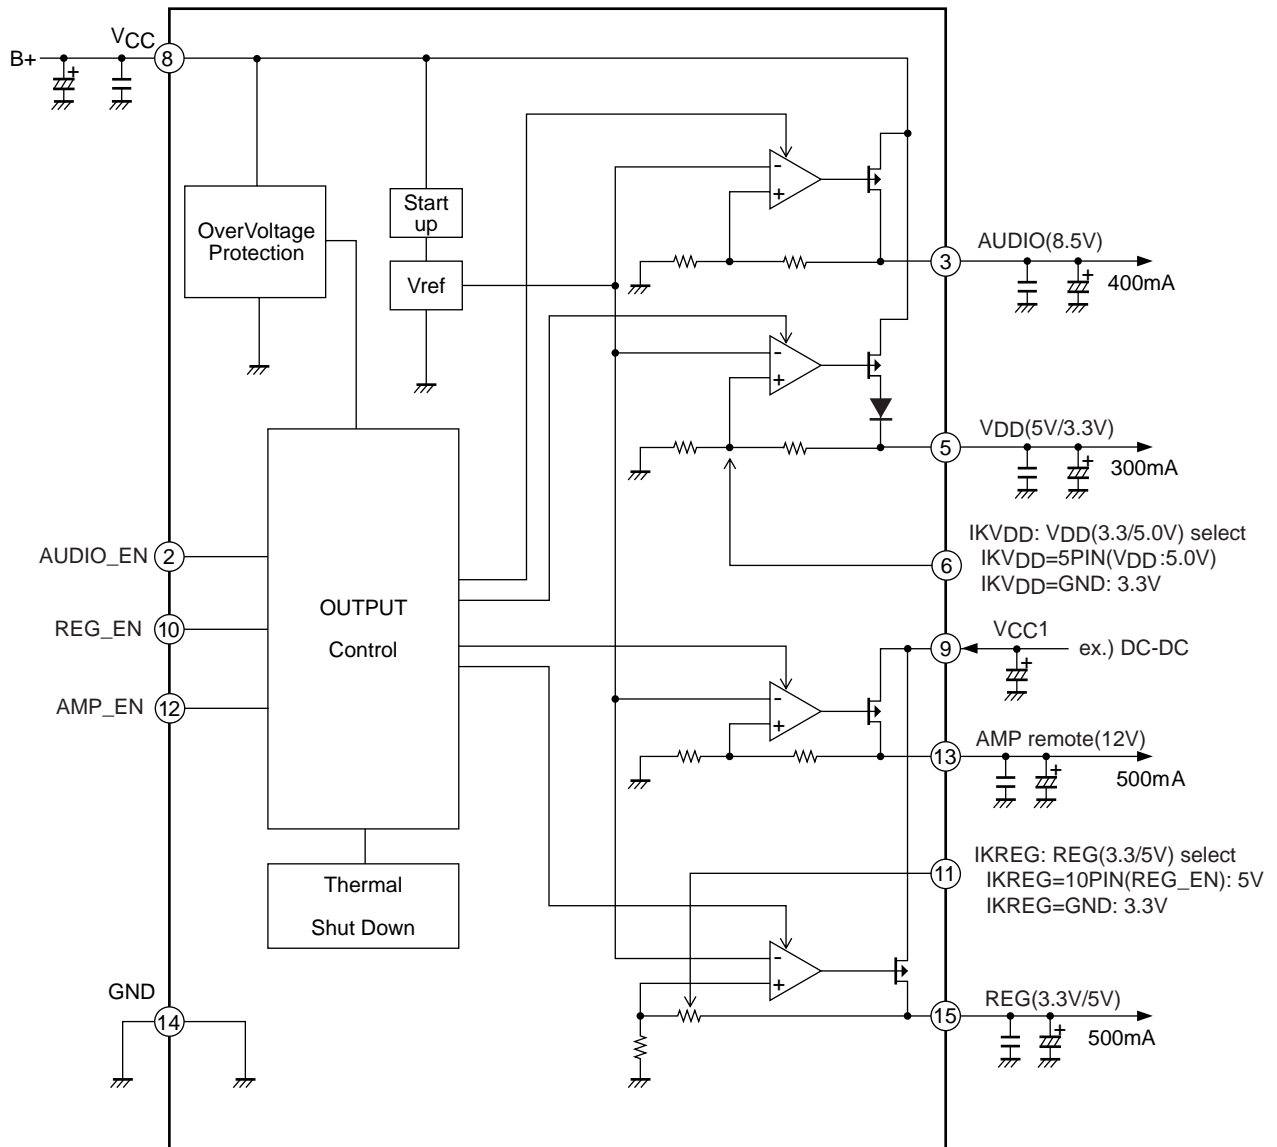 VCC
B+
8
Start
up
OverVoltage
Protection
Vref
-
+
AUDIO(8.5V)
3
+
400mA
-
+
VDD(5V/3.3V)
5
+
300mA
IKVDD: VDD(3.3/5.0V) select
IKVDD=5PIN(VDD:5.0V)
IKVDD=GND: 3.3V
6
AUDIO_EN
2
REG_EN
10
AMP_EN
12
OUTPUT
Control
VCC1
9
ex.) DC-DC
+
-
+
AMP remote(12V)
13
+
500mA
IKREG: REG(3.3/5V) select
IKREG=10PIN(REG_EN): 5V
IKREG=GND: 3.3V
11
Thermal
Shut Down
-
+
GND
14
REG(3.3V/5V)
15
+
500mA
+